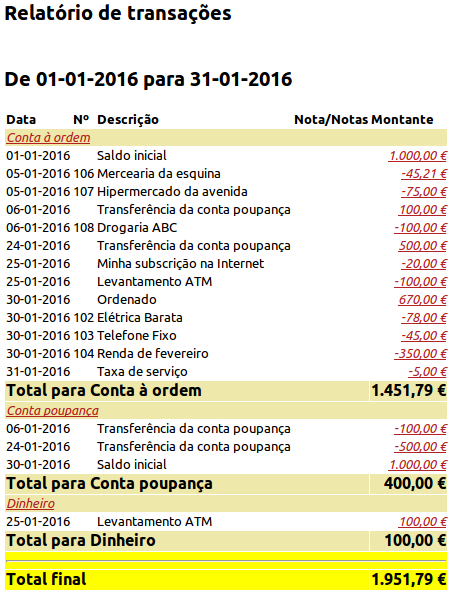 Relatório de transações
De 01-01-2016 para 31-01-2016
Data Nº Descrição Nota/Notas Montante
Conta à ordem
01-01-2016 Saldo inicial 1.000,00 €
05-01-2016 106 Mercearia da esquina -45,21 €
05-01-2016 107 Hipermercado da avenida -75,00 €
06-01-2016 Transferência da conta poupança 100,00 €
06-01-2016 108 Drogaria ABC -100,00 €
24-01-2016 Transferência da conta poupança 500,00 €
25-01-2016 Minha subscrição na Internet -20,00 €
25-01-2016 Levantamento ATM -100,00 €
30-01-2016 Ordenado 670,00 €
30-01-2016 102 Elétrica Barata -78,00 €
30-01-2016 103 Telefone Fixo -45,00 €
30-01-2016 104 Renda de fevereiro -350,00 €
31-01-2016 Taxa de serviço -5,00 €
Total para Conta à ordem 1.451,79 €
Conta poupança
06-01-2016 Transferência da conta poupança -100,00 €
24-01-2016 Transferência da conta poupança -500,00 €
30-01-2016 Saldo inicial 1.000,00 €
Total para Conta poupança 400,00 €
Dinheiro
25-01-2016 Levantamento ATM 100,00 €
Total para Dinheiro 100,00 €
Total final 1.951,79 €